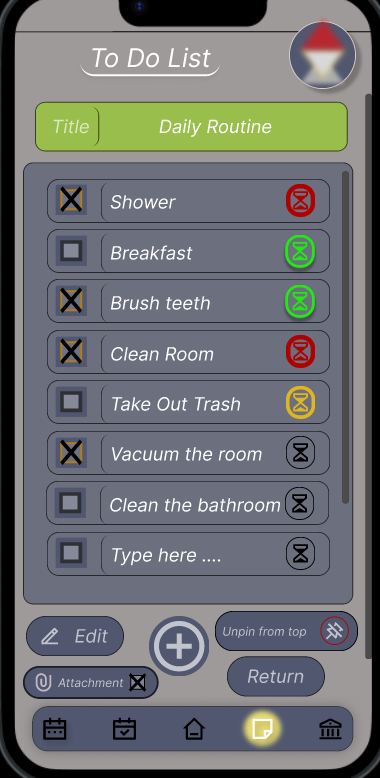 To Do List
Title
Daily Routine
Shower
Breakfast
Brush teeth
Clean Room
Take Out Trash
Vacuum the room
Clean the bathroom
Type here ....
Edit
Unpin from top
Attachment
Return